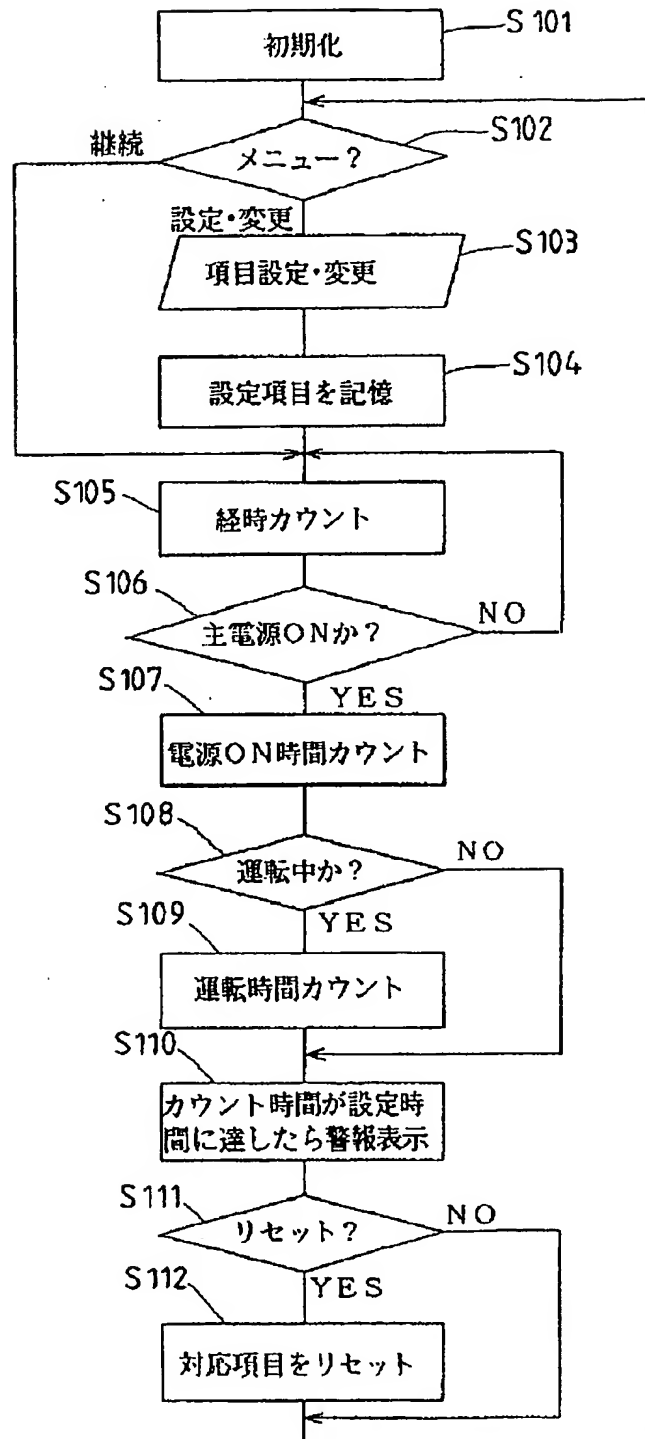 初期化
S101
継続
メニュー?
S102
設定・変更
項目設定・変更
S103
設定項目を記憶
S104
S105
経時カウント
S106
主電源ONか?
NO
YES
S107
電源ON時間カウント
S108
運転中か?
NO
YES
S109
運転時間カウント
S110
カウント時間が設定時
間に達したら警報表示
S111
リセット?
NO
YES
S112
対応項目をリセット